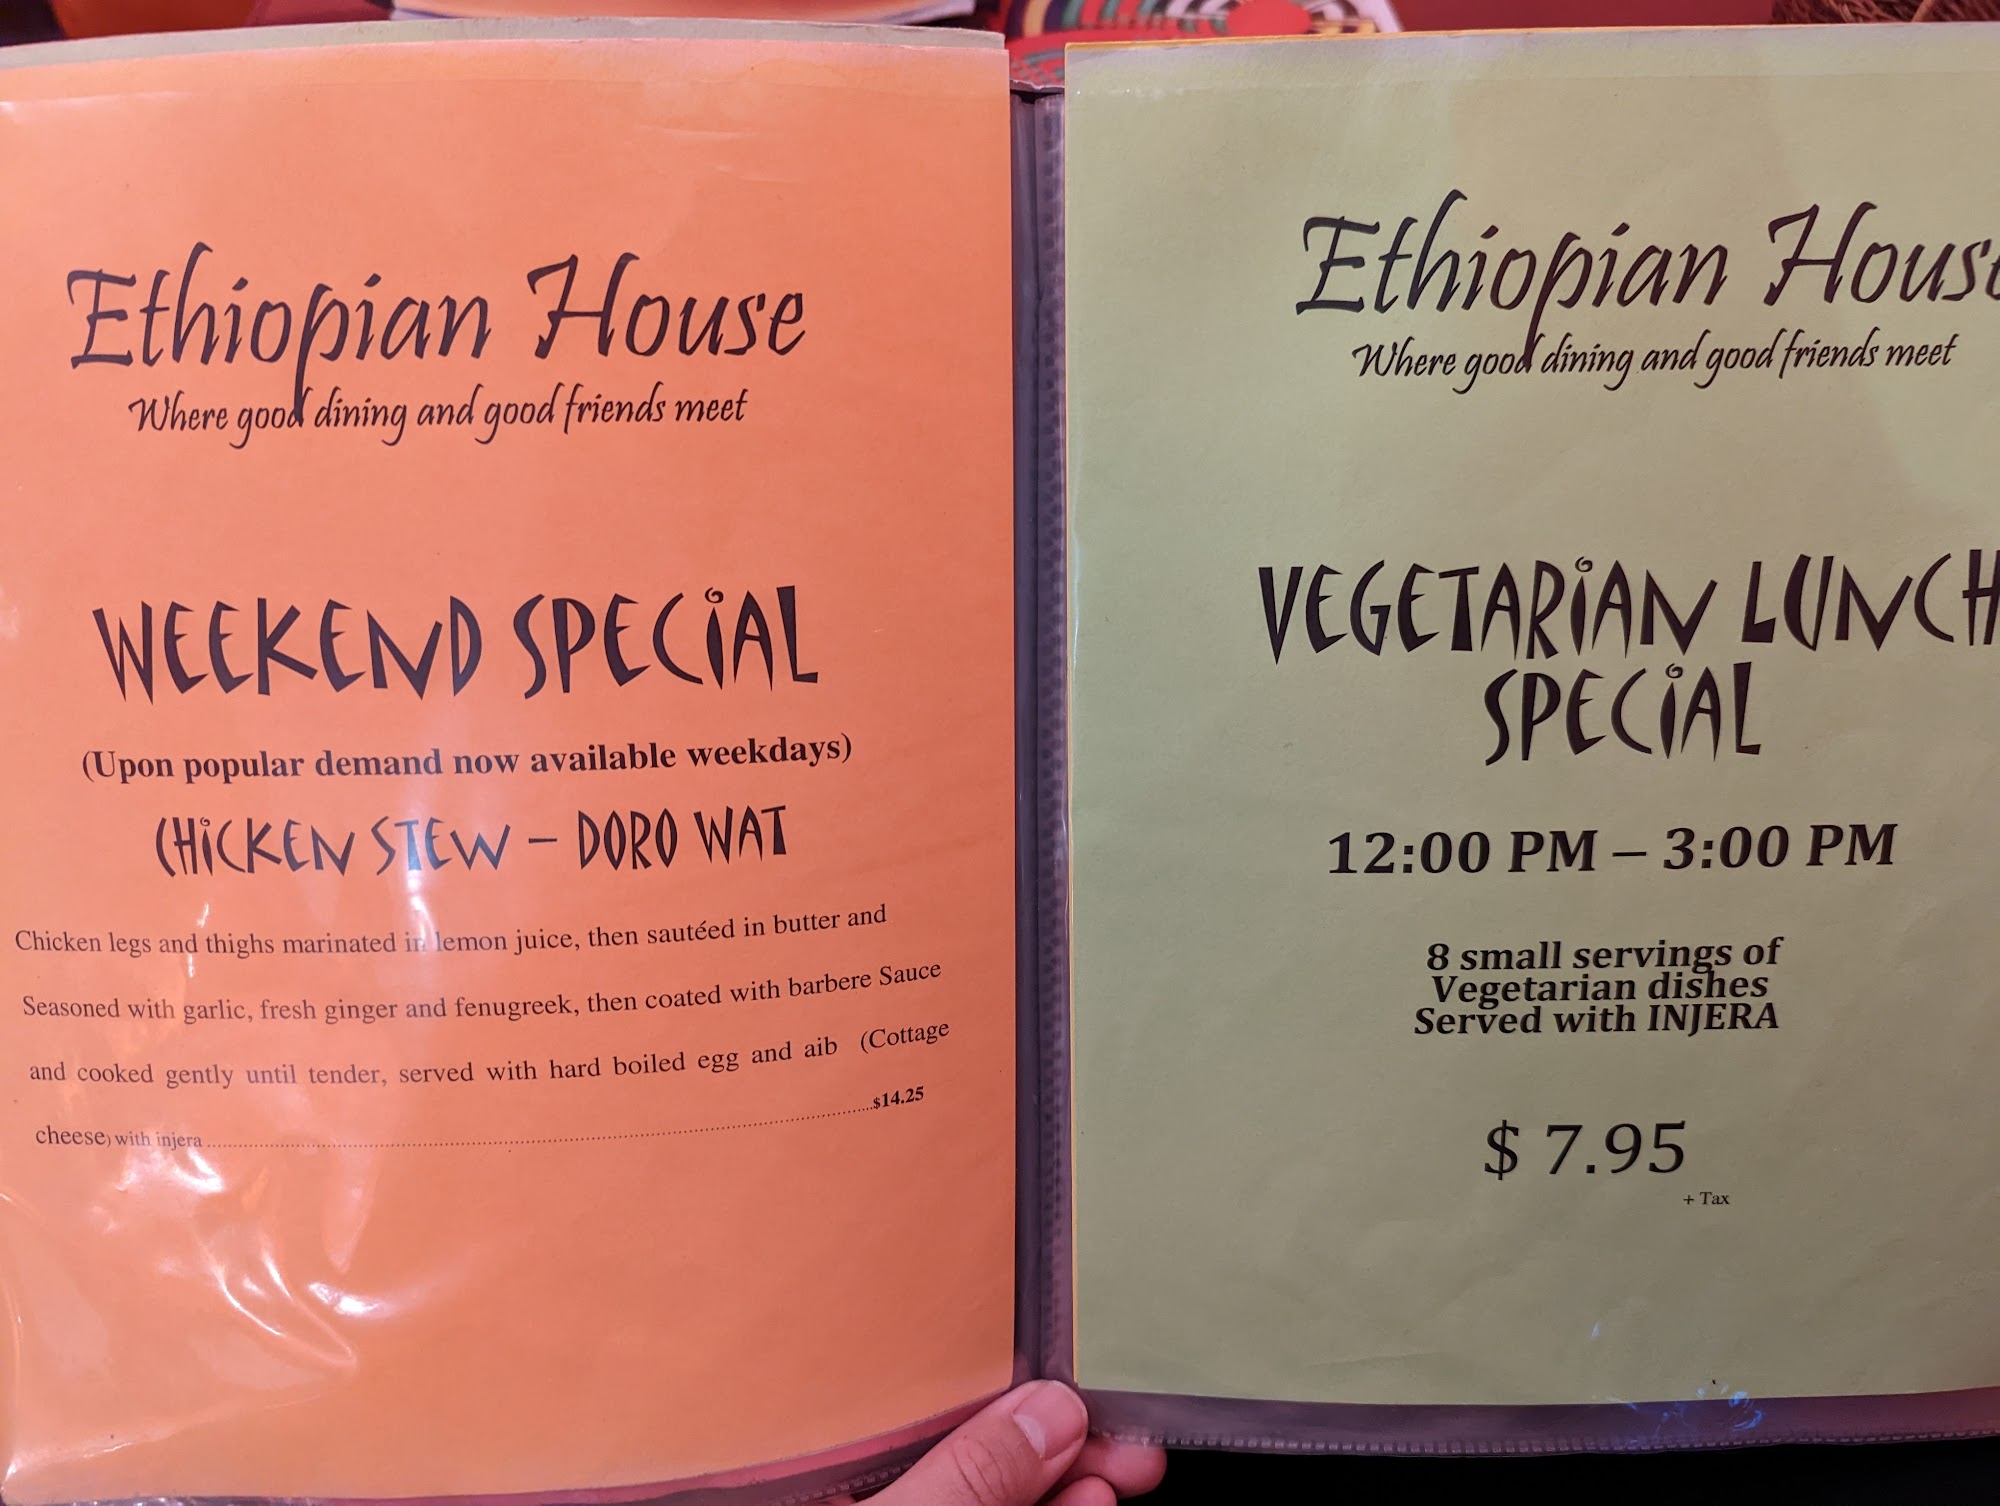 Ethiopian House
Where good dining and good friends meet
WEEKEND SPECIAL
(Upon popular demand now available weekdays)
CHICKEN STEW – DORO WAT
Chicken legs and thighs marinated in lemon juice, then sautéed in butter and
Seasoned with garlic, fresh ginger and fenugreek, then coated with barbere Sauce
and cooked gently until tender, served with hard boiled egg and aib (Cottage
cheese) with injera ........................................................ $14.25
Ethiopian House
Where good dining and good friends meet
VEGETARIAN LUNCH
SPECIAL
12:00 PM – 3:00 PM
8 small servings of
Vegetarian dishes
Served with INJERA
$ 7.95
+ Tax